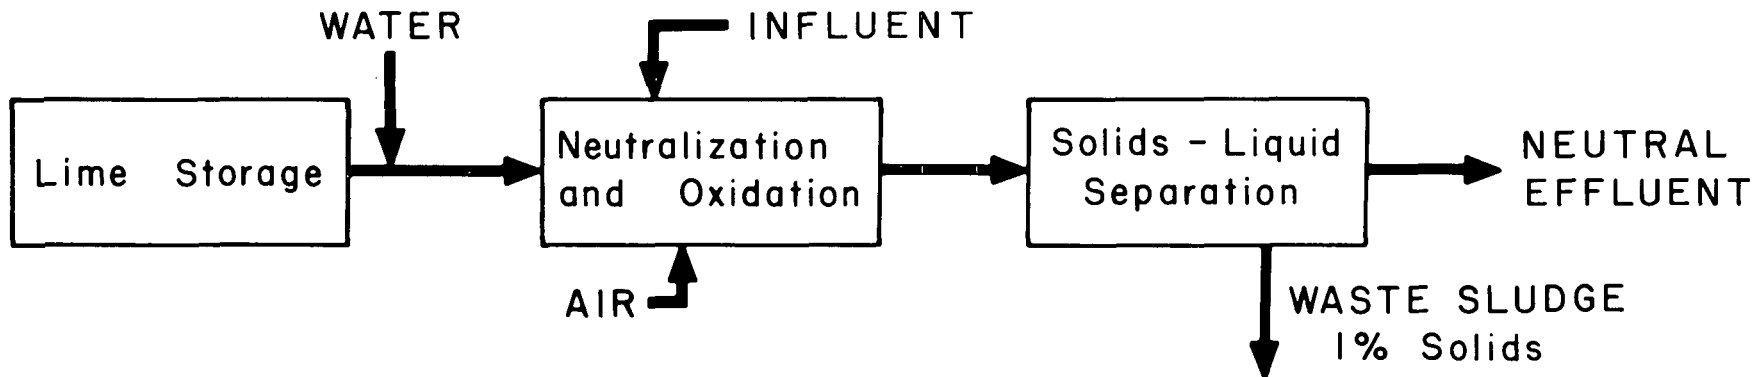 WATER
INFLUENT
Lime Storage
Neutralization
and Oxidation
Solids - Liquid
Separation
NEUTRAL
EFFLUENT
AIR
WASTE SLUDGE
1% Solids